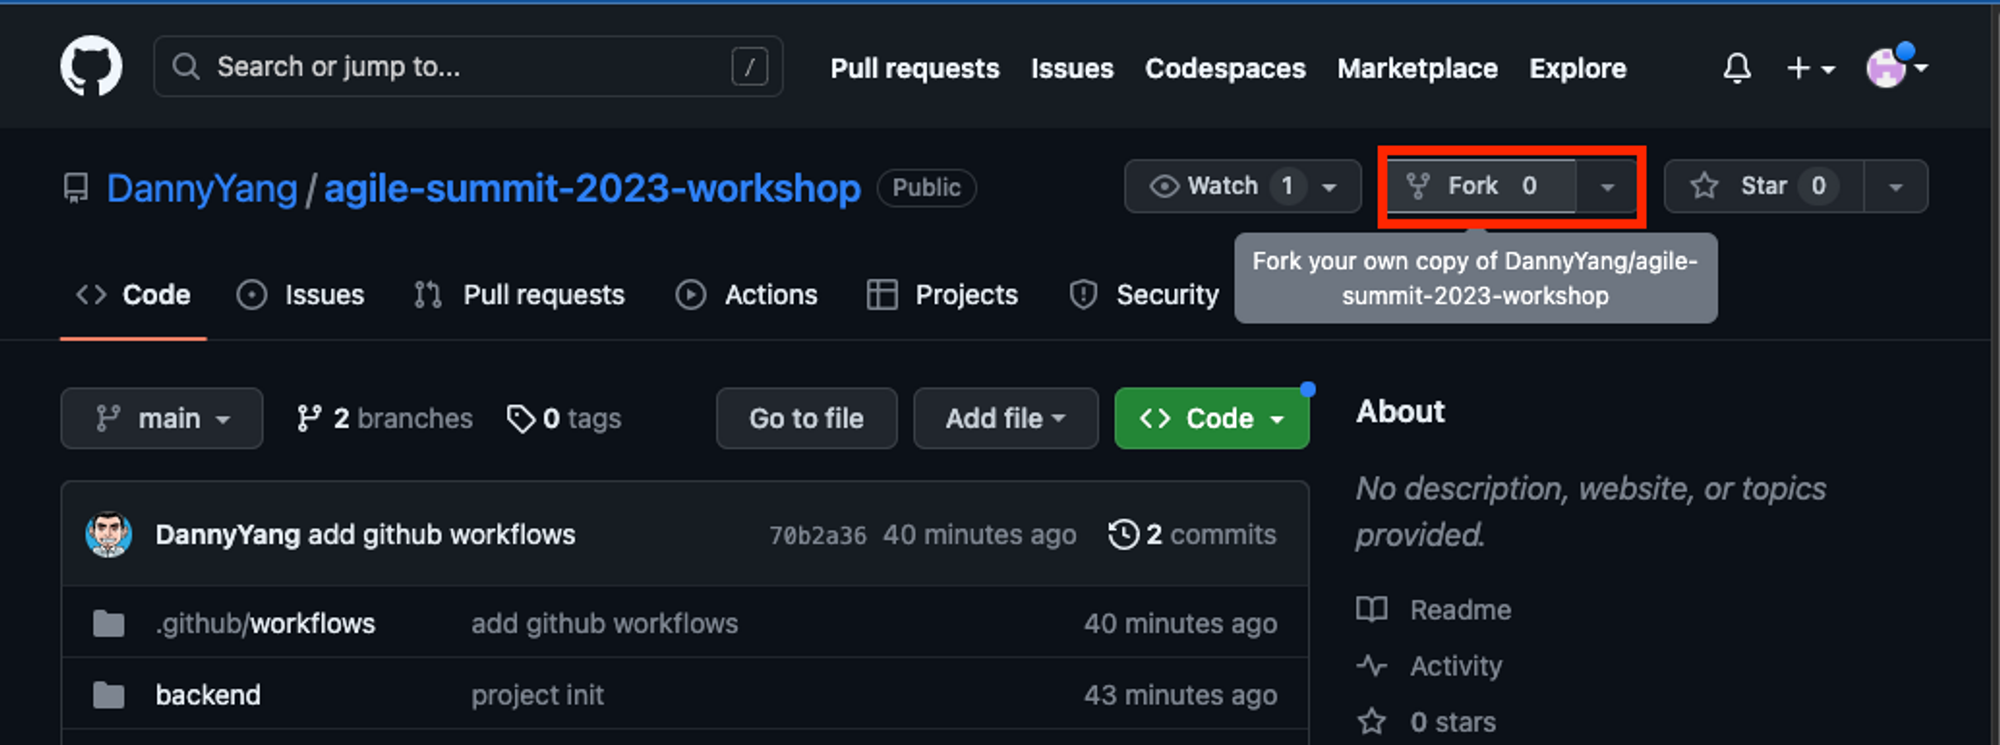 Search or jump to... / Pull requests Issues Codespaces Marketplace Explore
DannyYang / agile-summit-2023-workshop Public Watch 1 Fork 0 Star 0
Fork your own copy of DannyYang/agile-
summit-2023-workshop
Code Issues Pull requests Actions Projects Security
main 2 branches 0 tags Go to file Add file Code
About
No description, website, or topics
provided.
DannyYang add github workflows 70b2a36 40 minutes ago 2 commits
.github/workflows add github workflows 40 minutes ago
backend project init 43 minutes ago
Readme
Activity
0 stars